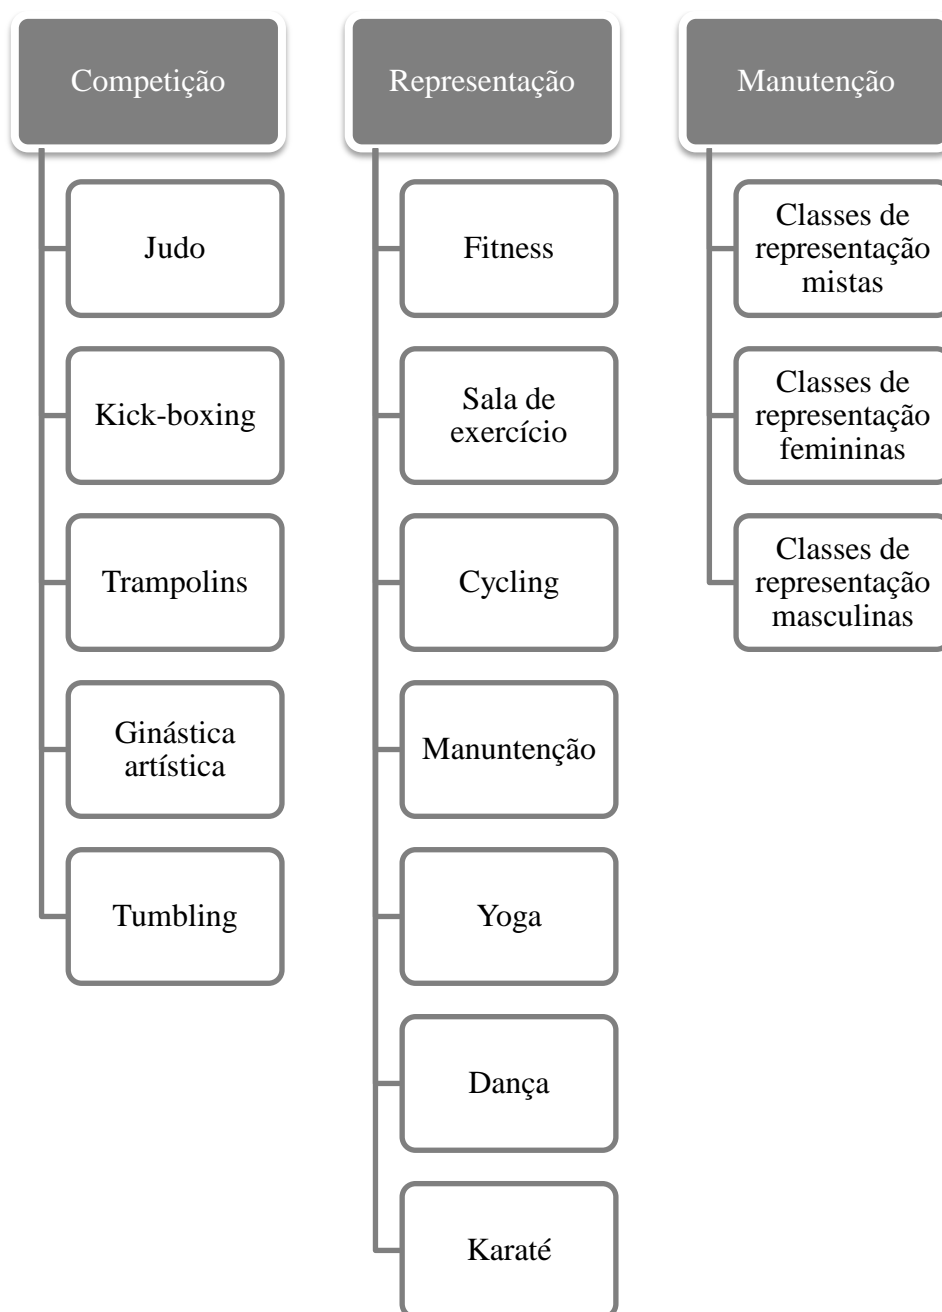 Competição
Judo
Kick-boxing
Trampolins
Ginástica
artística
Tumbling
Representação
Fitness
Sala de
exercício
Cycling
Manuntenção
Yoga
Dança
Karaté
Manutenção
Classes de
representação
mistas
Classes de
representação
femininas
Classes de
representação
masculinas